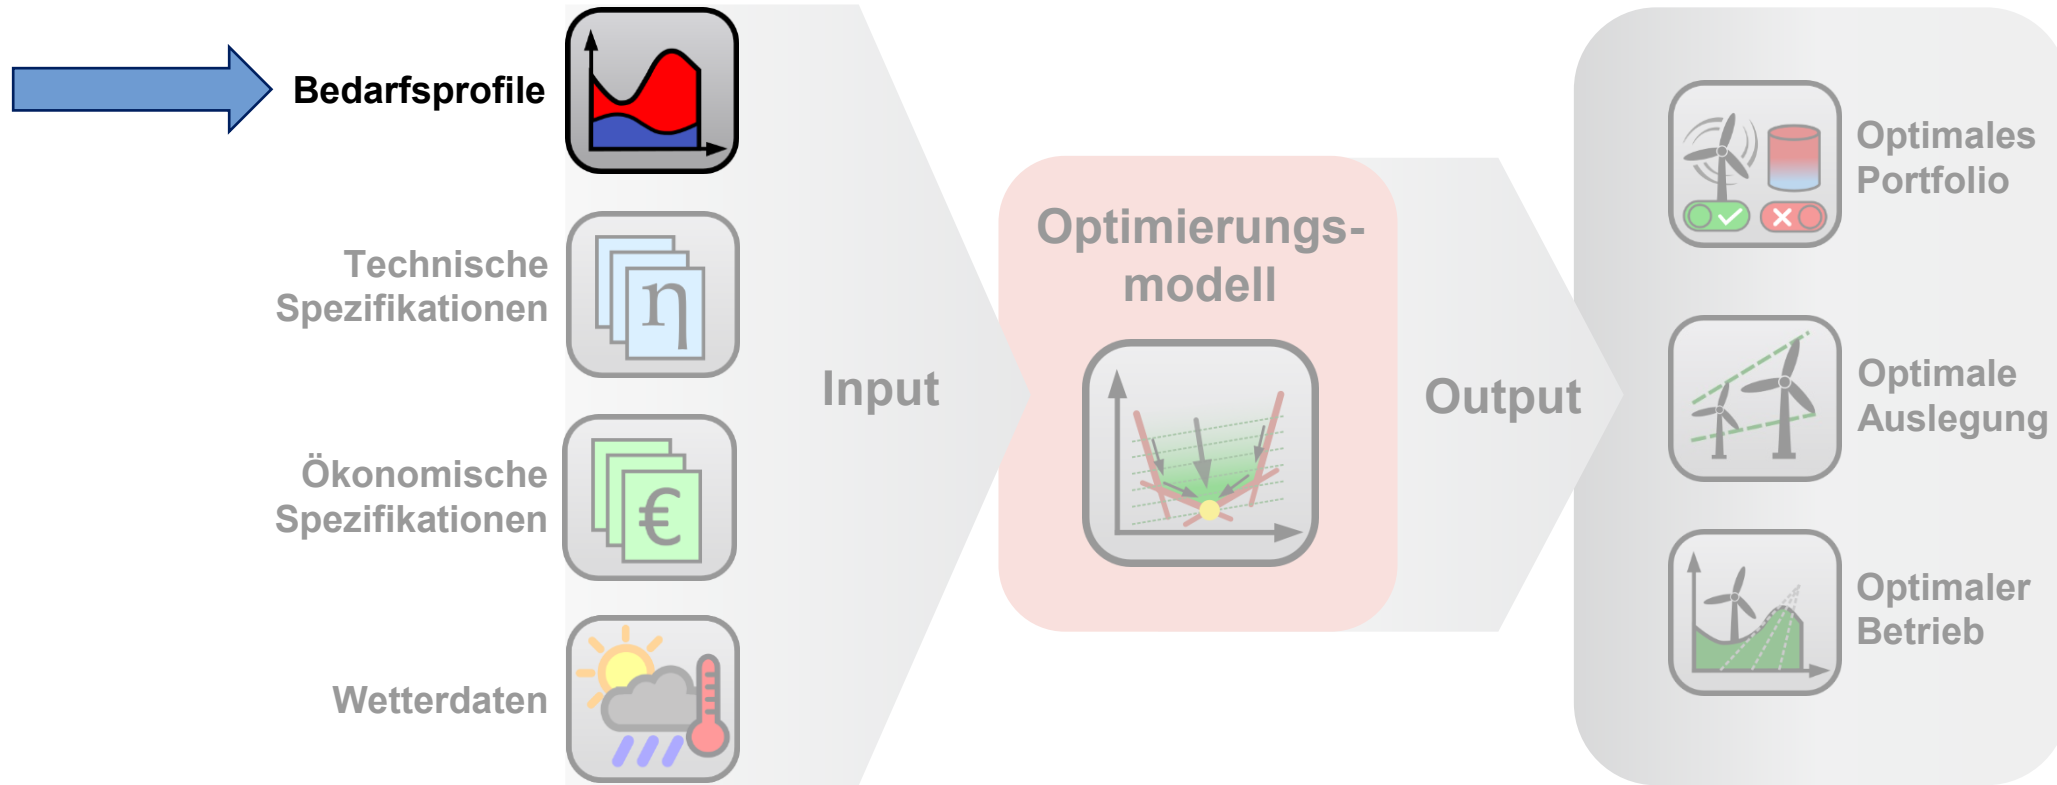 Bedarfsprofile
Technische
Spezifikationen
η
Ökonomische
Spezifikationen
€
Wetterdaten
Input
Optimierungs-
modell
Output
Optimales
Portfolio
Optimale
Auslegung
Optimaler
Betrieb